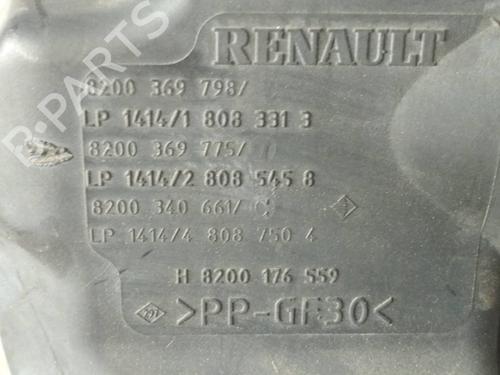 RENAULT
8200 369 798/
LP 1414/1 808 331 3
8200 369 775/
LP 1414/2 808 545 8
8200 340 661/ C
LP 1414/4 808 750 4
H 8200 176 559
>PP-GF30<
B-PARTS